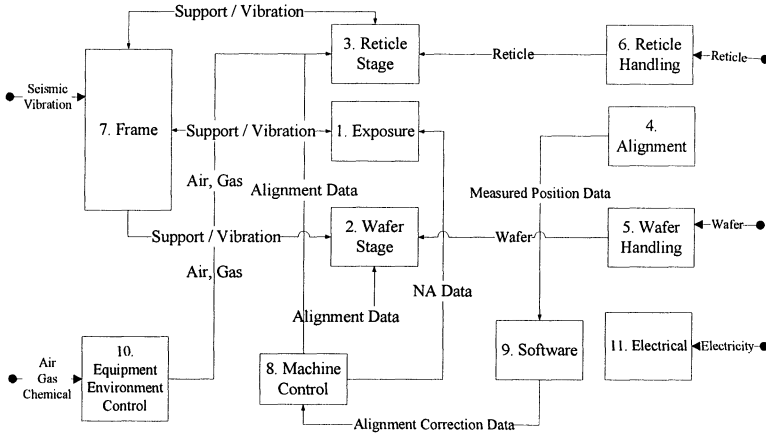 Support / Vibration
3. Reticle
Stage
Reticle
6. Reticle
Handling
Reticle
Seismic
Vibration
7. Frame
Support / Vibration
1. Exposure
4.
Alignment
Air, Gas
Alignment Data
Measured Position Data
Support / Vibration
2. Wafer
Stage
Wafer
5. Wafer
Handling
Wafer
Air, Gas
NA Data
Alignment Data
10.
Equipment
Environment
Control
Air
Gas
Chemical
8. Machine
Control
9. Software
11. Electrical
Electricity
Alignment Correction Data